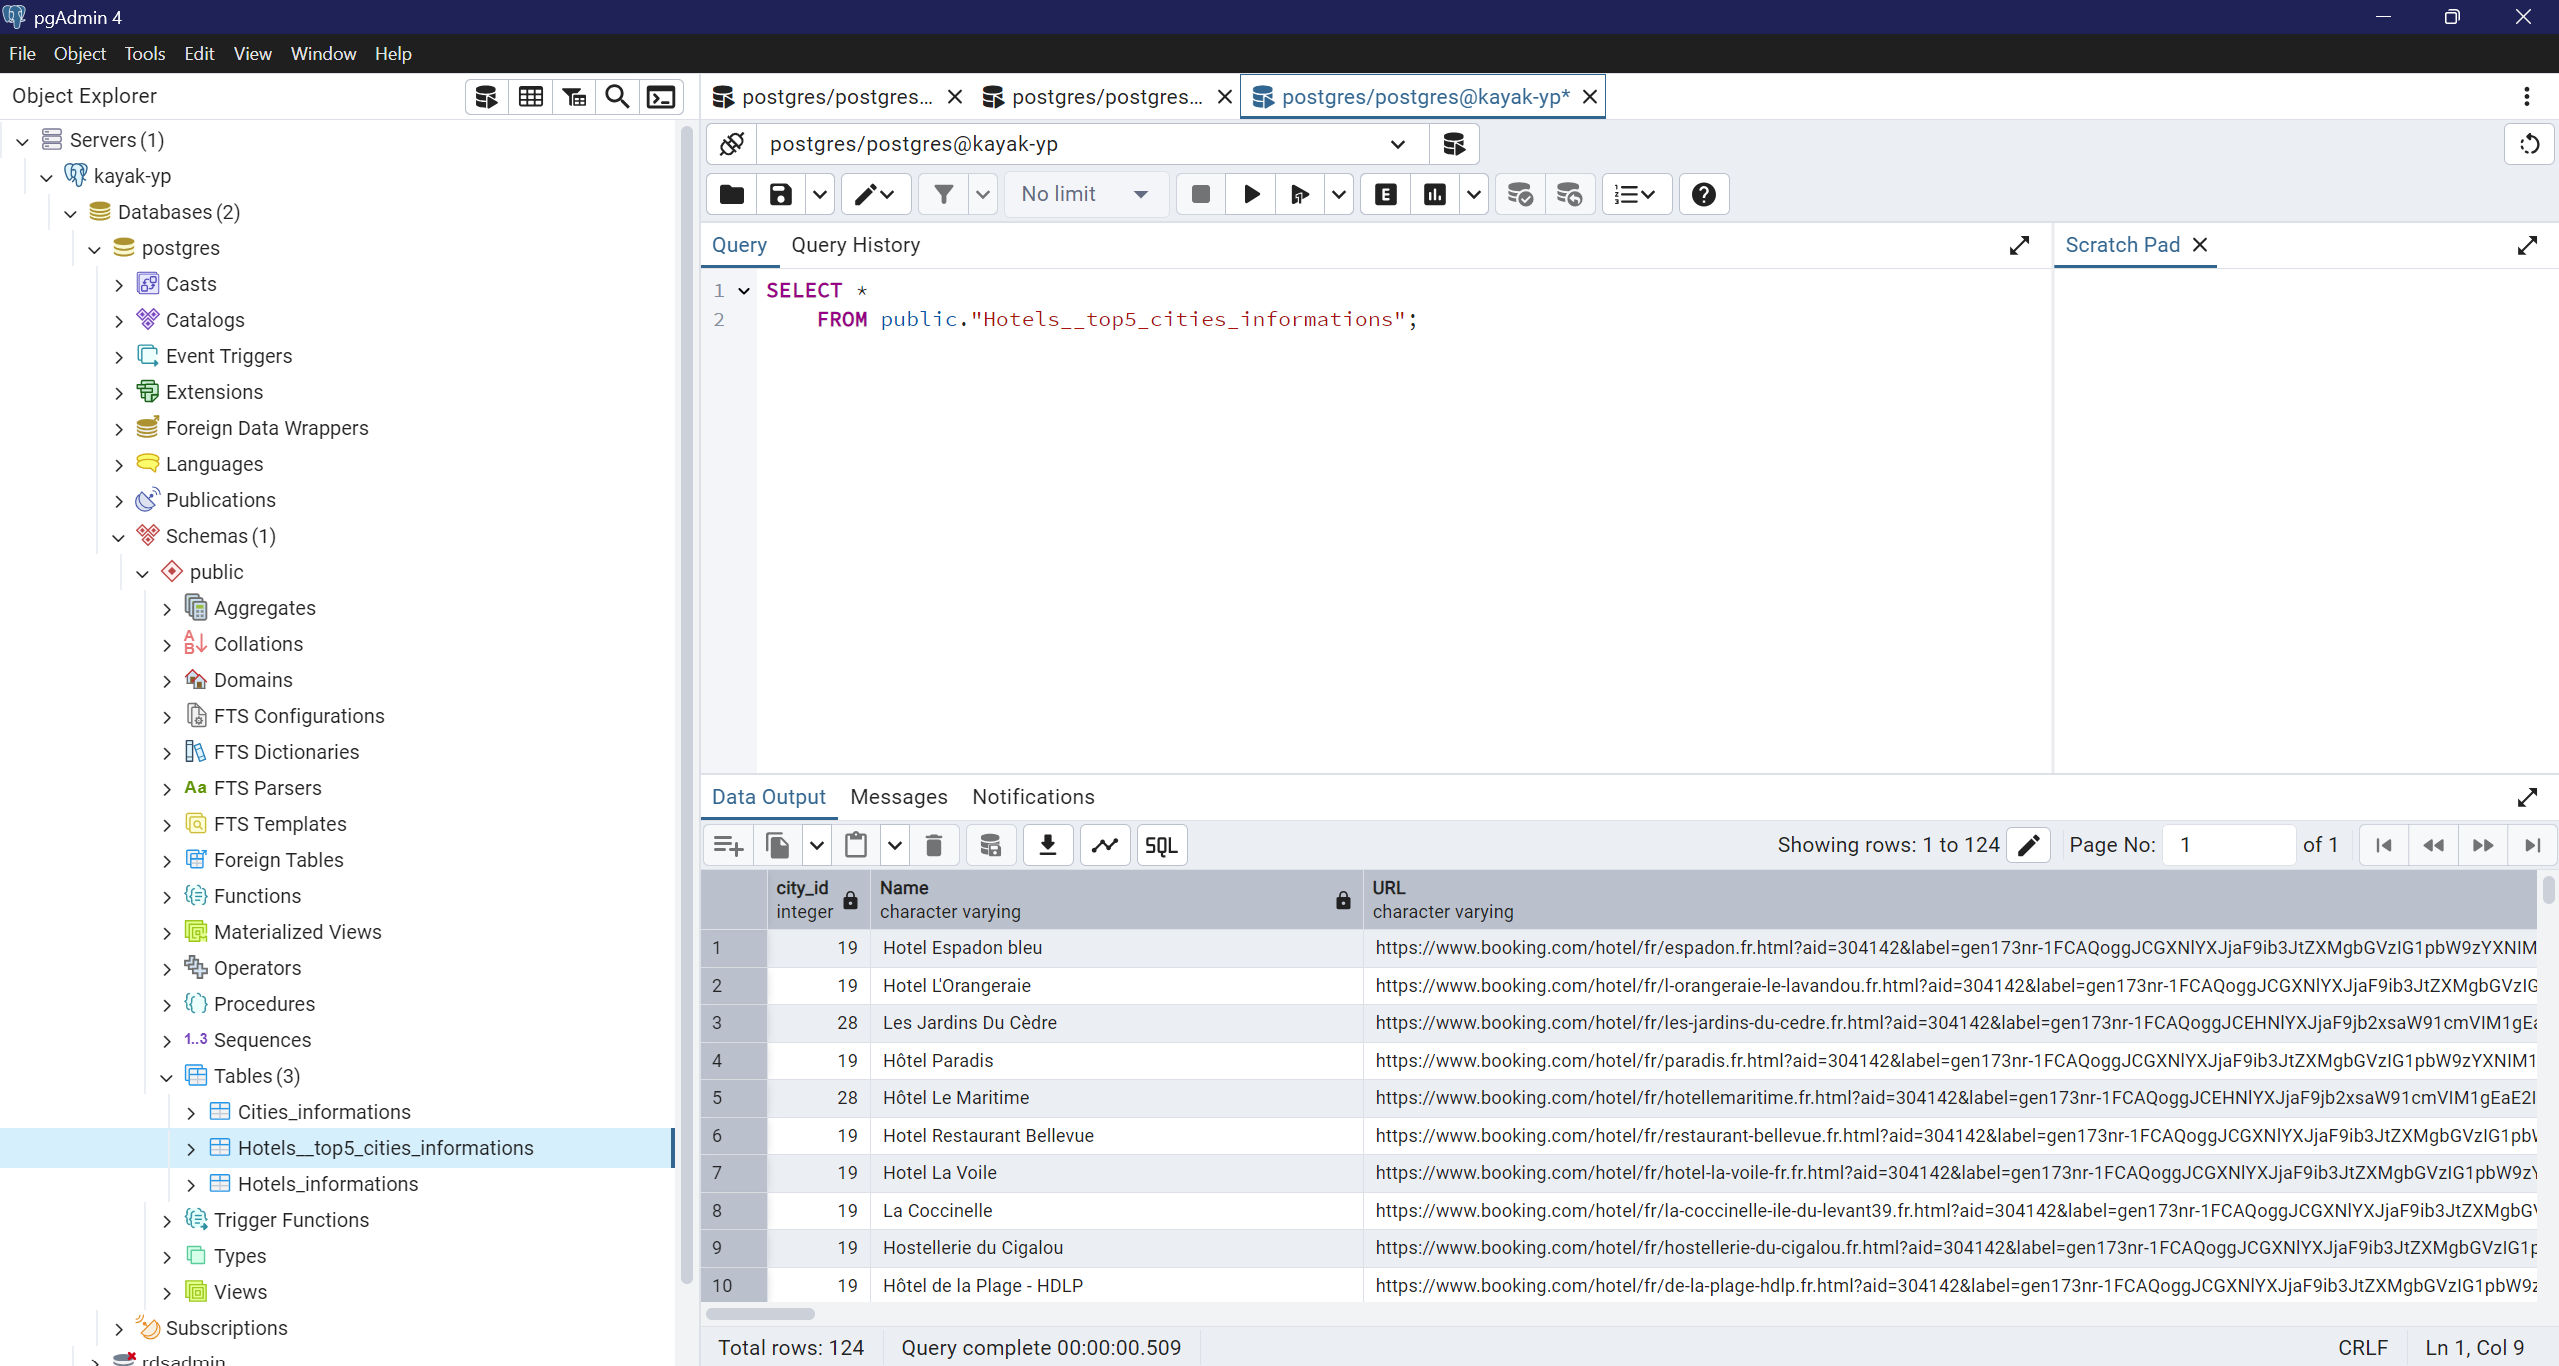 pgAdmin 4
File Object Tools Edit View Window Help
Object Explorer
postgres/postgres... postgres/postgres... postgres/postgres@kayak-yp*
Servers (1)
kayak-yp
Databases (2)
postgres
Casts
Catalogs
Event Triggers
Extensions
Foreign Data Wrappers
Languages
Publications
Schemas (1)
public
Aggregates
Collations
Domains
FTS Configurations
FTS Dictionaries
Aa FTS Parsers
FTS Templates
Foreign Tables
Functions
Materialized Views
Operators
Procedures
1..3 Sequences
Tables (3)
Cities_informations
Hotels__top5_cities_informations
Hotels_informations
Trigger Functions
Types
Views
Subscriptions
rdsadmin
postgres/postgres@kayak-yp
No limit
E
Query Query History
Scratch Pad
1 SELECT *
2 FROM public."Hotels__top5_cities_informations";
Data Output Messages Notifications
SQL
Showing rows: 1 to 124 Page No: 1 of 1
city_id Name URL
integer character varying character varying
1 19 Hotel Espadon bleu https://www.booking.com/hotel/fr/espadon.fr.html?aid=304142&label=gen173nr-1FCAQoggJCGXNlYXJjaF9ib3JtZXMgbGVzIG1pbW9zYXNIM
2 19 Hotel L'Orangeraie https://www.booking.com/hotel/fr/l-orangeraie-le-lavandou.fr.html?aid=304142&label=gen173nr-1FCAQoggJCGXNlYXJjaF9ib3JtZXMgbGVzIG
3 28 Les Jardins Du Cèdre https://www.booking.com/hotel/fr/les-jardins-du-cedre.fr.html?aid=304142&label=gen173nr-1FCAQoggJCEHNlYXJjaF9jb2xsaW91cmVIM1gEa
4 19 Hôtel Paradis https://www.booking.com/hotel/fr/paradis.fr.html?aid=304142&label=gen173nr-1FCAQoggJCGXNlYXJjaF9ib3JtZXMgbGVzIG1pbW9zYXNIM1
5 28 Hôtel Le Maritime https://www.booking.com/hotel/fr/hotellemaritime.fr.html?aid=304142&label=gen173nr-1FCAQoggJCEHNlYXJjaF9jb2xsaW91cmVIM1gEaE2I
6 19 Hotel Restaurant Bellevue https://www.booking.com/hotel/fr/restaurant-bellevue.fr.html?aid=304142&label=gen173nr-1FCAQoggJCGXNlYXJjaF9ib3JtZXMgbGVzIG1pb
7 19 Hotel La Voile https://www.booking.com/hotel/fr/hotel-la-voile-fr.fr.html?aid=304142&label=gen173nr-1FCAQoggJCGXNlYXJjaF9ib3JtZXMgbGVzIG1pbW9z
8 19 La Coccinelle https://www.booking.com/hotel/fr/la-coccinelle-ile-du-levant39.fr.html?aid=304142&label=gen173nr-1FCAQoggJCGXNlYXJjaF9ib3JtZXMgbG
9 19 Hostellerie du Cigalou https://www.booking.com/hotel/fr/hostellerie-du-cigalou.fr.html?aid=304142&label=gen173nr-1FCAQoggJCGXNlYXJjaF9ib3JtZXMgbGVzIG1p
10 19 Hôtel de la Plage - HDLP https://www.booking.com/hotel/fr/de-la-plage-hdlp.fr.html?aid=304142&label=gen173nr-1FCAQoggJCGXNlYXJjaF9ib3JtZXMgbGVzIG1pbW9z
Total rows: 124 Query complete 00:00:00.509 CRLF Ln 1, Col 9